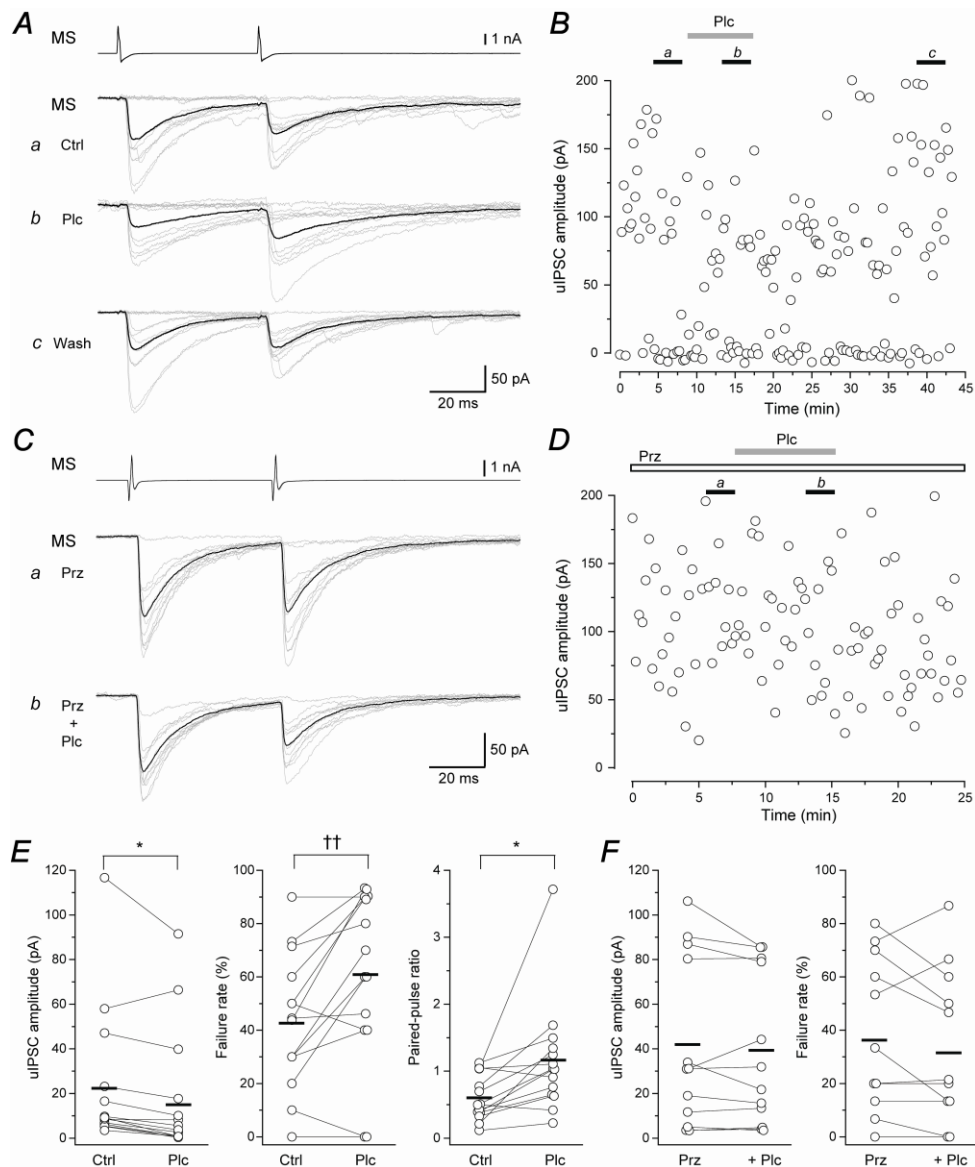 A
MS
1 nA
MS
a Ctrl
b Plc
c Wash
50 pA
20 ms
B
Plc
a b c
uIPSC amplitude (pA)
200
150
100
50
0
0 5 10 15 20 25 30 35 40 45
Time (min)
C
MS
1 nA
MS
a Prz
b Prz
+
Plc
50 pA
20 ms
D
Plc
Prz
a b
uIPSC amplitude (pA)
200
150
100
50
0
0 5 10 15 20 25
Time (min)
E
*
uIPSC amplitude (pA)
120
100
80
60
40
20
0
Ctrl Plc
††
Failure rate (%)
100
80
60
40
20
0
Ctrl Plc
*
Paired-pulse ratio
4
3
2
1
0
Ctrl Plc
F
uIPSC amplitude (pA)
120
100
80
60
40
20
0
Prz + Plc
Failure rate (%)
100
80
60
40
20
0
Prz + Plc